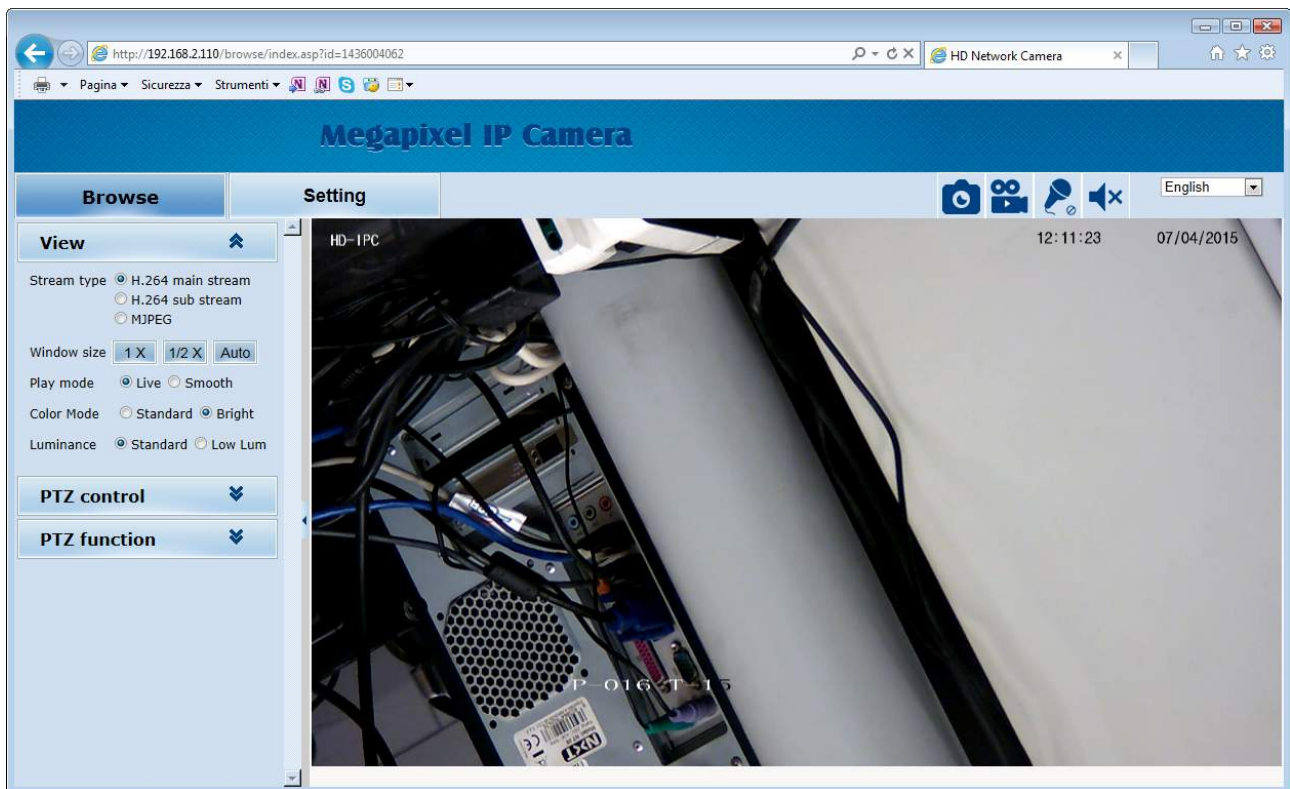 http://192.168.2.110/browse/index.asp?id=1436004062
HD Network Camera
Pagina Sicurezza Strumenti
Megapixel IP Camera
Browse
Setting
English
View
HD-IPC
12:11:23
07/04/2015
Stream type H.264 main stream
H.264 sub stream
MJPEG
Window size 1 X 1/2 X Auto
Play mode Live Smooth
Color Mode Standard Bright
Luminance Standard Low Lum
PTZ control
PTZ function
P-016 T-15
NXT